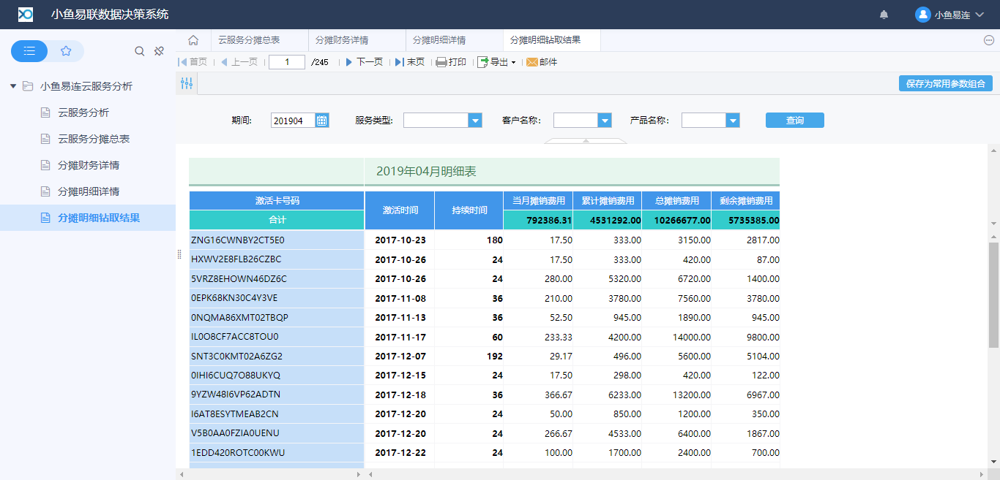 小鱼易联数据决策系统
小鱼易连
云服务分摊总表 分摊财务详情 分摊明细详情 分摊明细钻取结果
首页 上一页 1 /245 下一页 末页 打印 导出 邮件
保存为常用参数组合
小鱼易连云服务分析
云服务分析
云服务分摊总表
分摊财务详情
分摊明细详情
分摊明细钻取结果
期间: 201904 服务类型: 客户名称: 产品名称: 查询
2019年04月明细表
激活卡号码 激活时间 持续时间 当月摊销费用 累计摊销费用 总摊销费用 剩余摊销费用
合计 792386.31 4531292.00 10266677.00 5735385.00
ZNG16CWNBY2CT5E0 2017-10-23 180 17.50 333.00 3150.00 2817.00
HXWV2E8FLB26CZBC 2017-10-26 24 17.50 333.00 420.00 87.00
5VRZ8EHOWN46DZ6C 2017-10-26 24 280.00 5320.00 6720.00 1400.00
0EPK68KN30C4Y3VE 2017-11-08 36 210.00 3780.00 7560.00 3780.00
0NQMA86XMT02TBQP 2017-11-13 36 52.50 945.00 1890.00 945.00
IL0O8CF7ACC8TOU0 2017-11-17 60 233.33 4200.00 14000.00 9800.00
SNT3C0KMT02A6ZG2 2017-12-07 192 29.17 496.00 5600.00 5104.00
0IHI6CUQ7O88UKYQ 2017-12-15 24 17.50 298.00 420.00 122.00
9YZW48I6VP62ADTN 2017-12-18 36 366.67 6233.00 13200.00 6967.00
I6AT8ESYTMEAB2CN 2017-12-20 24 50.00 850.00 1200.00 350.00
V5B0AA0FZIA0UENU 2017-12-20 24 266.67 4533.00 6400.00 1867.00
1EDD420ROTC00KWU 2017-12-22 24 100.00 1700.00 2400.00 700.00